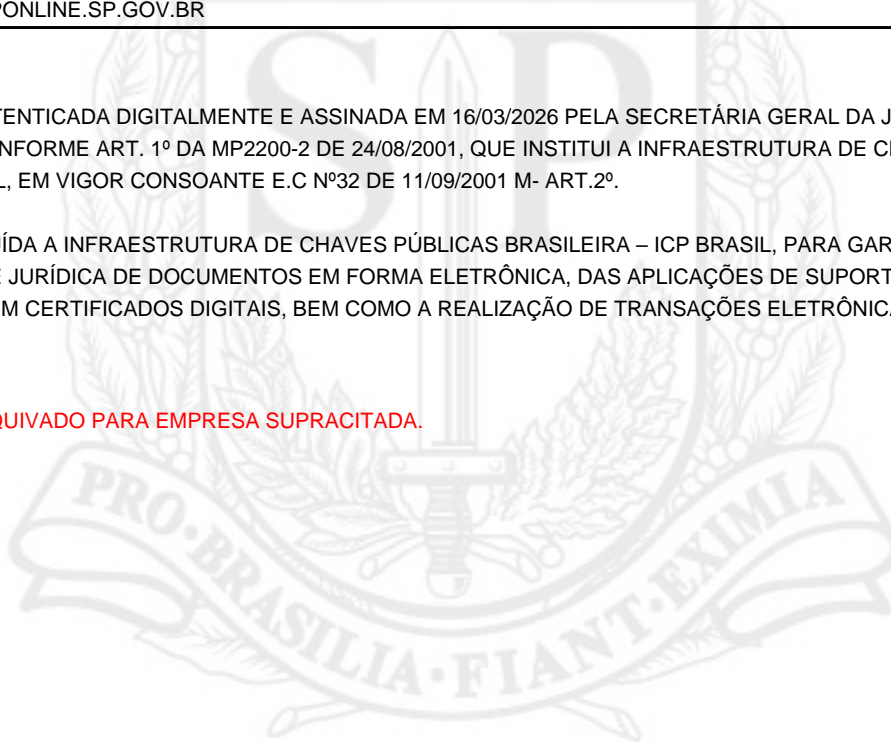 PONLINE.SP.GOV.BR
TENTICADA DIGITALMENTE E ASSINADA EM 16/03/2026 PELA SECRETÁRIA GERAL DA J
NFORME ART. 1º DA MP2200-2 DE 24/08/2001, QUE INSTITUI A INFRAESTRUTURA DE C
L, EM VIGOR CONSOANTE E.C Nº32 DE 11/09/2001 M- ART.2º.
ÍDA A INFRAESTRUTURA DE CHAVES PÚBLICAS BRASILEIRA – ICP BRASIL, PARA GAR
E JURÍDICA DE DOCUMENTOS EM FORMA ELETRÔNICA, DAS APLICAÇÕES DE SUPORT
M CERTIFICADOS DIGITAIS, BEM COMO A REALIZAÇÃO DE TRANSAÇÕES ELETRÔNICA
QUIVADO PARA EMPRESA SUPRACITADA.
SP
PRO·BRASILIA·FIANT·EXIMIA